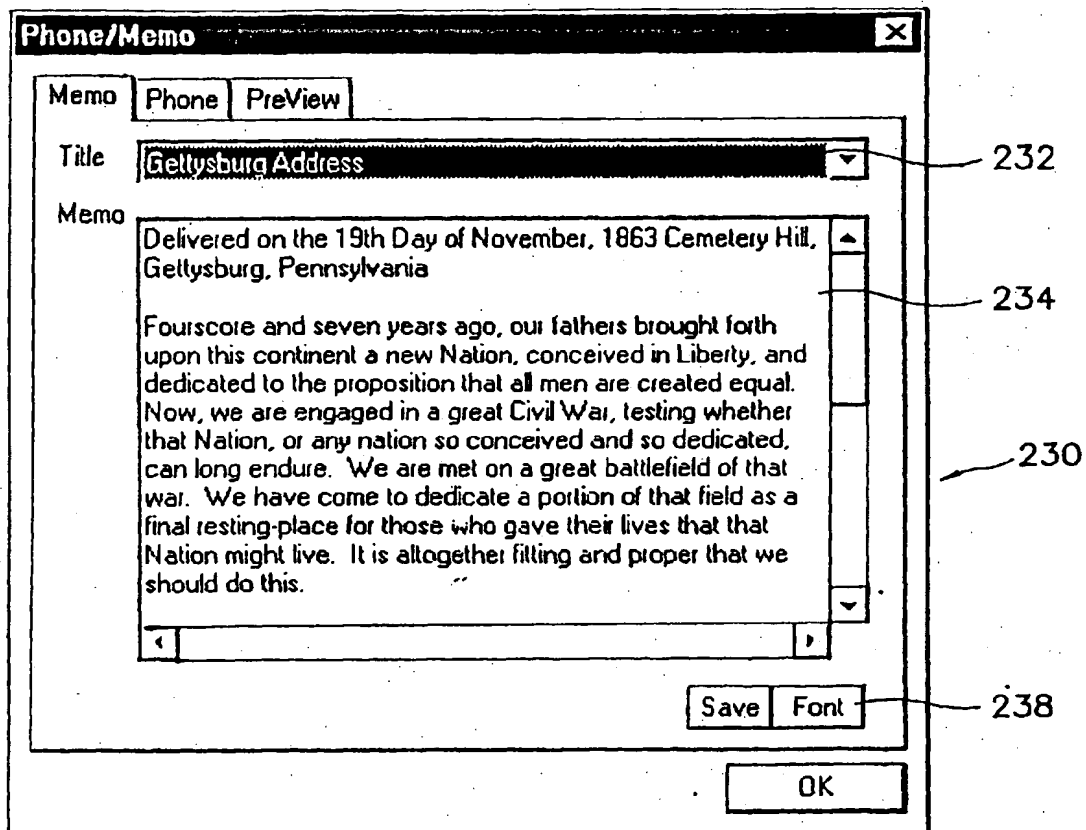 Phone/Memo
Memo Phone PreView
Title Gettysburg Address 232
Memo
Delivered on the 19th Day of November, 1863 Cemetery Hill,
Gettysburg, Pennsylvania
234
Fourscore and seven years ago, our fathers brought forth
upon this continent a new Nation, conceived in Liberty, and
dedicated to the proposition that all men are created equal.
Now, we are engaged in a great Civil War, testing whether
that Nation, or any nation so conceived and so dedicated,
can long endure. We are met on a great battlefield of that
230
war. We have come to dedicate a portion of that field as a
final resting-place for those who gave their lives that that
Nation might live. It is altogether fitting and proper that we
should do this.
Save Font 238
OK